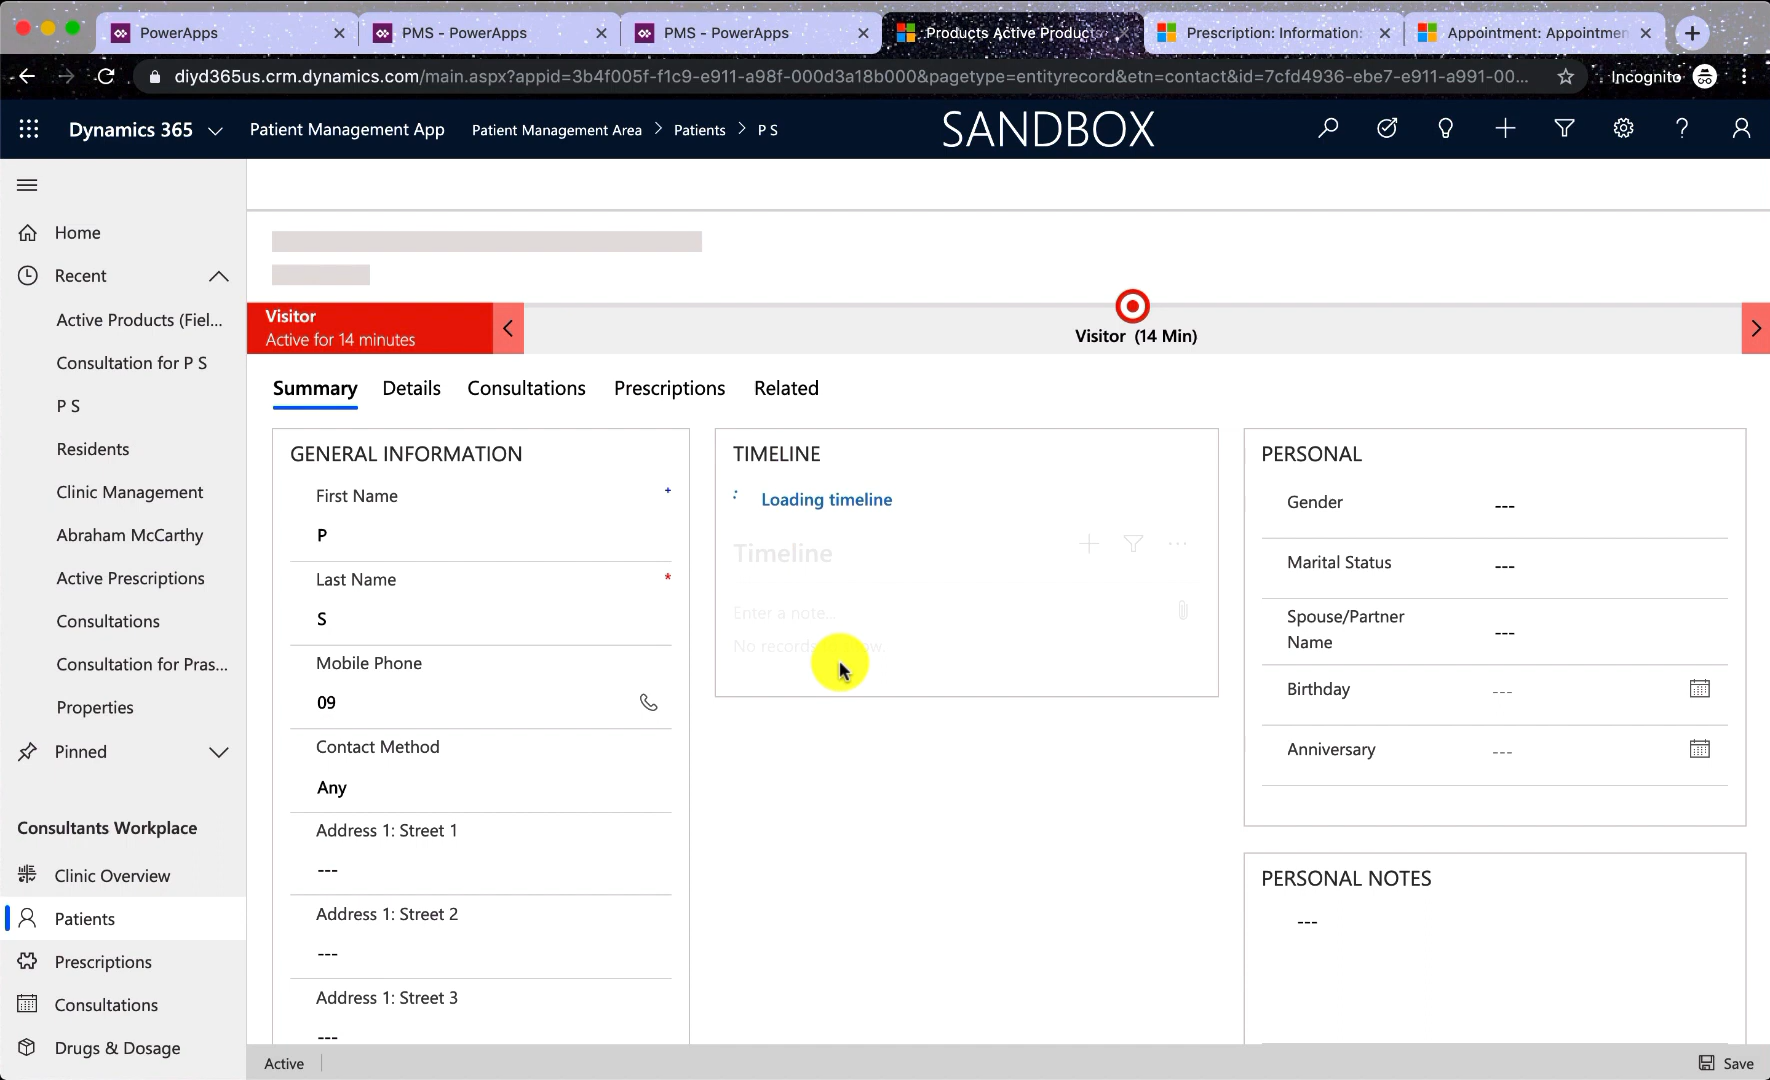 PowerApps
PMS - PowerApps
PMS - PowerApps
Products Active Product
Prescription: Information:
Appointment: Appointmen
diyd365us.crm.dynamics.com/main.aspx?appid=3b4f005f-f1c9-e911-a98f-000d3a18b000&pagetype=entityrecord&etn=contact&id=7cfd4936-ebe7-e911-a991-00...
Incognito
Dynamics 365
Patient Management App
Patient Management Area > Patients > P S
SANDBOX
Home
Recent
Active Products (Fiel...
Consultation for P S
P S
Residents
Clinic Management
Abraham McCarthy
Active Prescriptions
Consultations
Consultation for Pras...
Properties
Pinned
Consultants Workplace
Clinic Overview
Patients
Prescriptions
Consultations
Drugs & Dosage
Visitor
Active for 14 minutes
Visitor (14 Min)
Summary
Details
Consultations
Prescriptions
Related
GENERAL INFORMATION
First Name +
P
Last Name *
S
Mobile Phone
09
Contact Method
Any
Address 1: Street 1
---
Address 1: Street 2
---
Address 1: Street 3
---
TIMELINE
Loading timeline
Timeline
Enter a note...
No records
PERSONAL
Gender ---
Marital Status ---
Spouse/Partner
Name ---
Birthday ---
Anniversary ---
PERSONAL NOTES
---
Active
Save